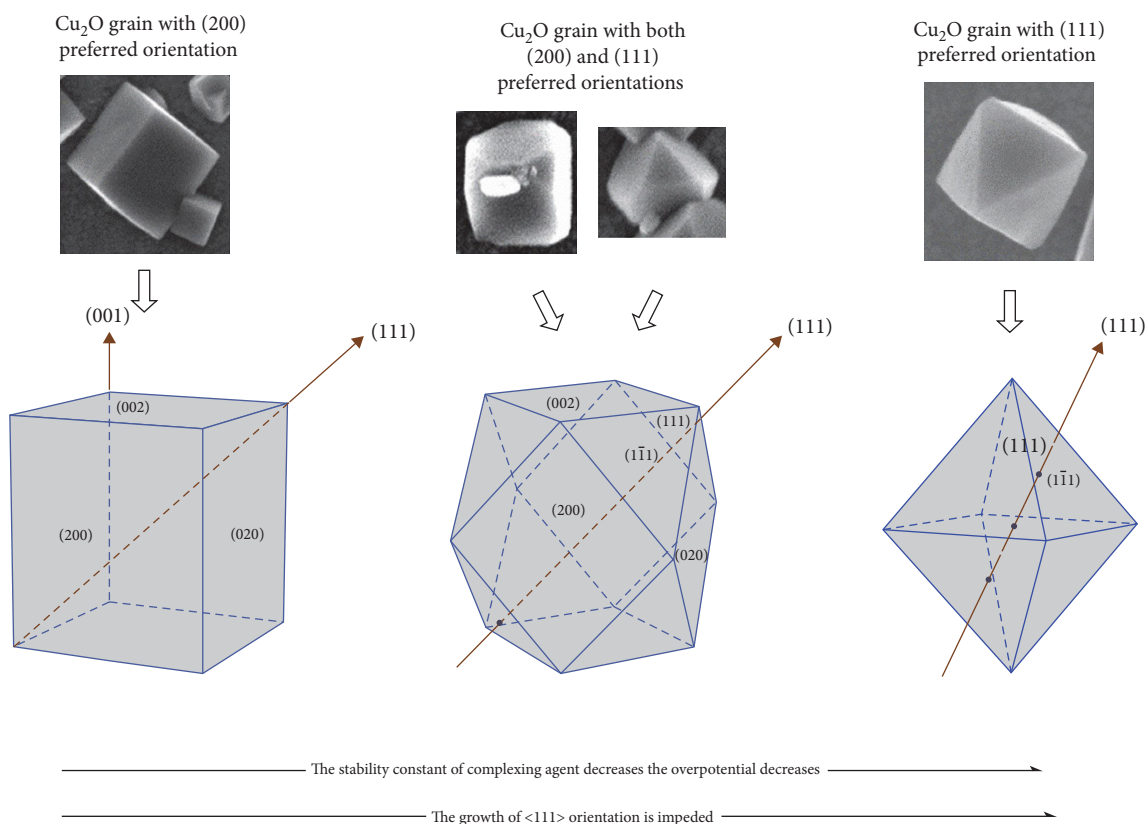 Cu₂O grain with (200)
preferred orientation
Cu₂O grain with both
(200) and (111)
preferred orientations
Cu₂O grain with (111)
preferred orientation
(001)
(111)
(002)
(200)
(020)
(111)
(002)
(111)
(11̅1)
(200)
(020)
(111)
(111)
(11̅1)
The stability constant of complexing agent decreases the overpotential decreases
The growth of <111> orientation is impeded